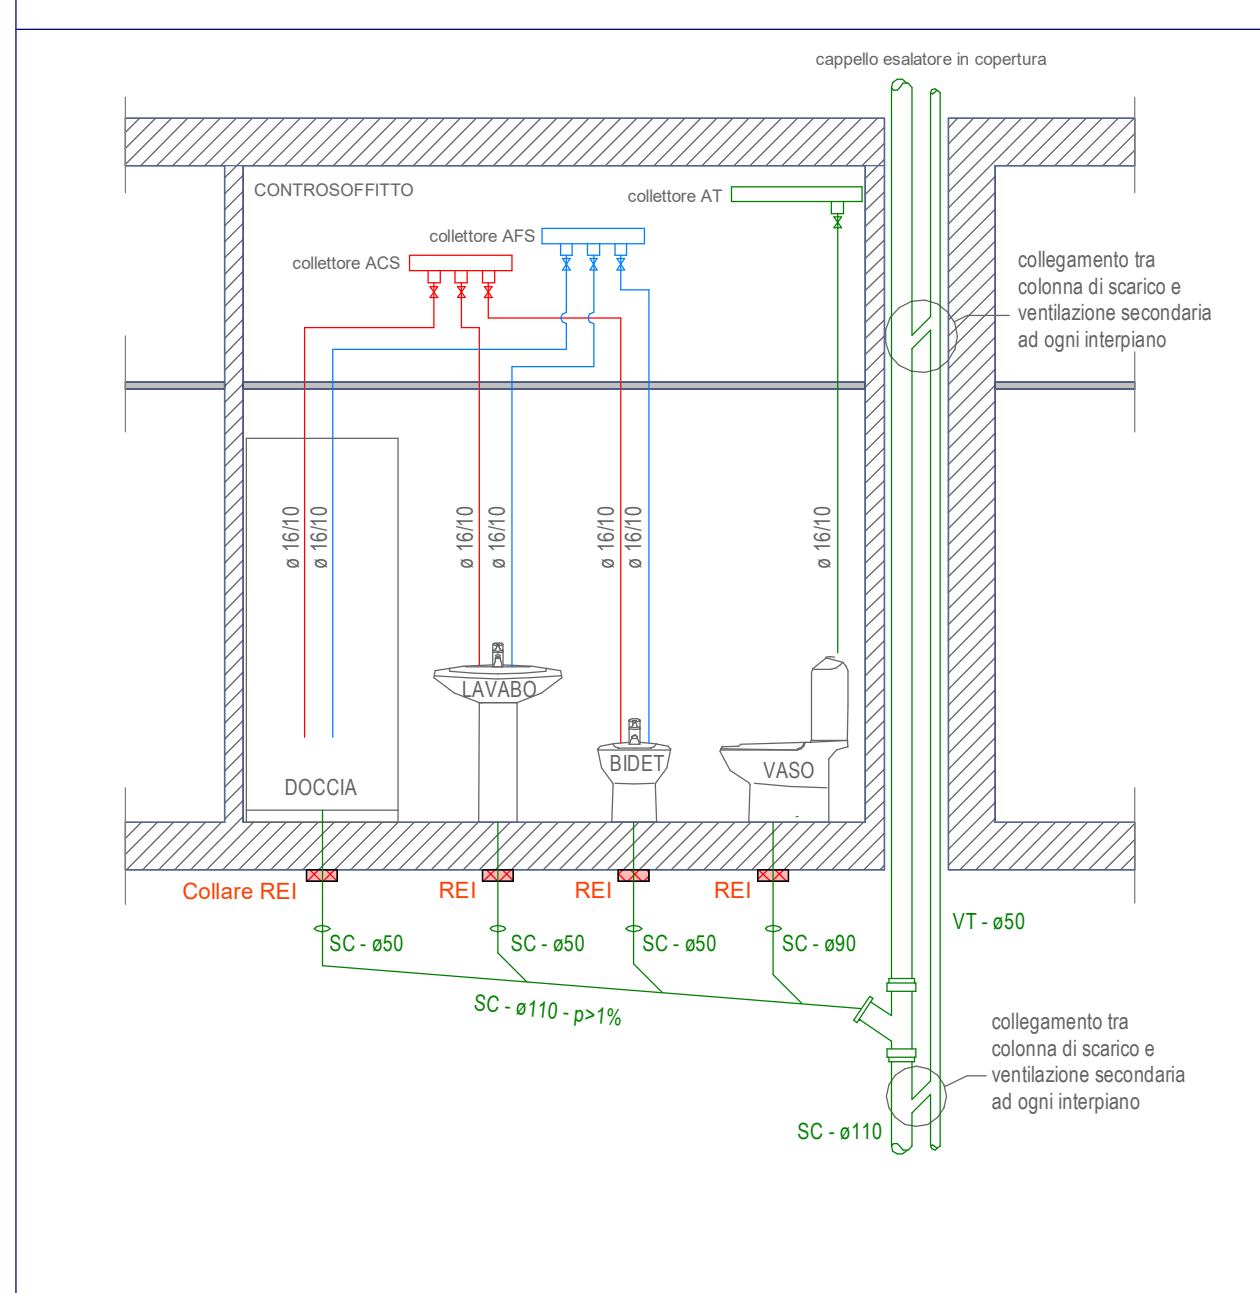 cappello esalatore in copertura
CONTROSOFFITTO
collettore AT
collettore AFS
collettore ACS
collegamento tra
colonna di scarico e
ventilazione secondaria
ad ogni interpiano
ø 16/10
ø 16/10
ø 16/10
ø 16/10
ø 16/10
ø 16/10
ø 16/10
LAVABO
BIDET
VASO
DOCCIA
Collare REI
REI
REI
REI
SC - ø50
SC - ø50
SC - ø50
SC - ø90
VT - ø50
SC - ø110 - p>1%
collegamento tra
colonna di scarico e
ventilazione secondaria
ad ogni interpiano
SC - ø110